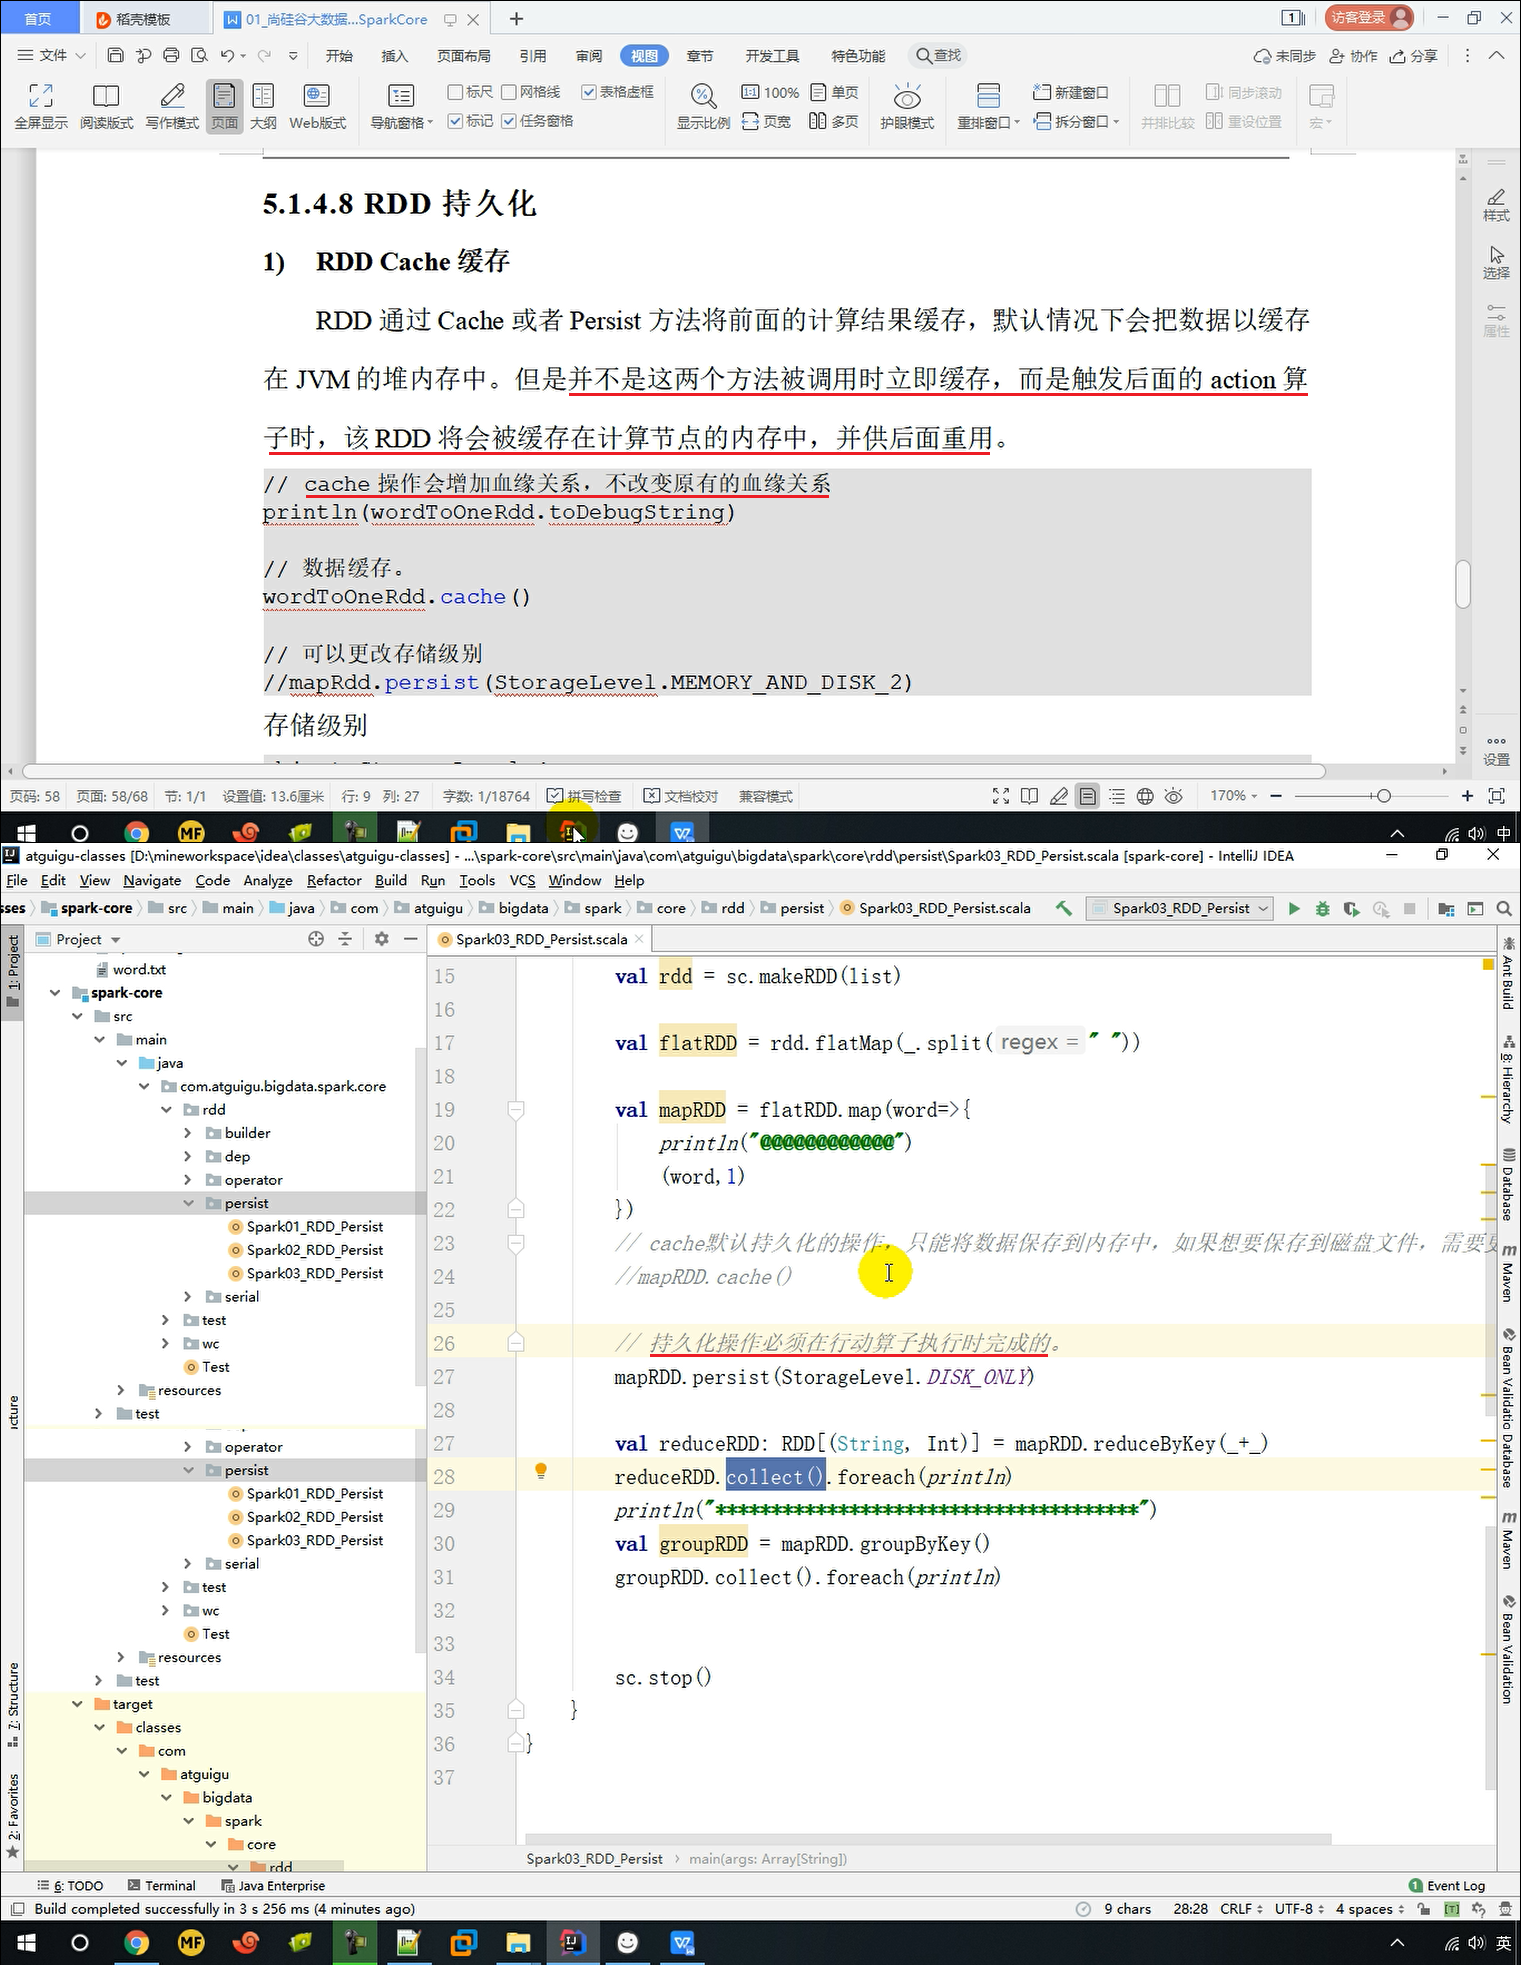 首页
稻壳模板
01_尚硅谷大数据...SparkCore
访客登录
文件
开始
插入
页面布局
引用
审阅
视图
章节
开发工具
特色功能
查找
未同步
协作
分享
全屏显示
阅读版式
写作模式
页面
大纲
Web版式
导航窗格
标尺
网格线
表格虚框
标记
任务窗格
显示比例
100%
单页
页宽
多页
护眼模式
重排窗口
新建窗口
拆分窗口
并排比较
同步滚动
重设位置
宏
样式
选择
属性
设置
5.1.4.8 RDD 持久化
1) RDD Cache 缓存
RDD 通过 Cache 或者 Persist 方法将前面的计算结果缓存，默认情况下会把数据以缓存
在 JVM 的堆内存中。但是并不是这两个方法被调用时立即缓存，而是触发后面的 action 算
子时，该 RDD 将会被缓存在计算节点的内存中，并供后面重用。
// cache 操作会增加血缘关系，不改变原有的血缘关系
println(wordToOneRdd.toDebugString)
// 数据缓存。
wordToOneRdd.cache()
// 可以更改存储级别
//mapRdd.persist(StorageLevel.MEMORY_AND_DISK_2)
存储级别
页码: 58 页面: 58/68 节: 1/1 设置值: 13.6厘米 行: 9 列: 27 字数: 1/18764 拼写检查 文档校对 兼容模式 170%
中
atguigu-classes [D:\mineworkspace\idea\classes\atguigu-classes] - ...\spark-core\src\main\java\com\atguigu\bigdata\spark\core\rdd\persist\Spark03_RDD_Persist.scala [spark-core] - IntelliJ IDEA
File Edit View Navigate Code Analyze Refactor Build Run Tools VCS Window Help
sses spark-core src main java com atguigu bigdata spark core rdd persist Spark03_RDD_Persist.scala Spark03_RDD_Persist
Project
Spark03_RDD_Persist.scala
1: Project
word.txt
spark-core
src
main
java
com.atguigu.bigdata.spark.core
rdd
builder
dep
operator
persist
Spark01_RDD_Persist
Spark02_RDD_Persist
Spark03_RDD_Persist
serial
test
wc
Test
resources
test
operator
persist
Spark01_RDD_Persist
Spark02_RDD_Persist
Spark03_RDD_Persist
serial
test
wc
Test
resources
test
target
classes
com
atguigu
bigdata
spark
core
rdd
ucture
7: Structure
2: Favorites
15 val rdd = sc.makeRDD(list)
16
17 val flatRDD = rdd.flatMap(_.split( regex = " "))
18
19 val mapRDD = flatRDD.map(word=>{
20 println("@@@@@@@@@@@@")
21 (word,1)
22 })
23 // cache默认持久化的操作，只能将数据保存到内存中，如果想要保存到磁盘文件，需要更
24 //mapRDD.cache()
25
26 // 持久化操作必须在行动算子执行时完成的。
27 mapRDD.persist(StorageLevel.DISK_ONLY)
28
27 val reduceRDD: RDD[(String, Int)] = mapRDD.reduceByKey(_+_)
28 reduceRDD.collect().foreach(println)
29 println("**************************************")
30 val groupRDD = mapRDD.groupByKey()
31 groupRDD.collect().foreach(println)
32
33
34 sc.stop()
35 }
36 }
37
Ant Build
8: Hierarchy
Database
Maven
Bean Validatic
Database
Maven
Bean Validation
Spark03_RDD_Persist main(args: Array[String])
6: TODO Terminal Java Enterprise 1 Event Log
Build completed successfully in 3 s 256 ms (4 minutes ago) 9 chars 28:28 CRLF UTF-8 4 spaces
英